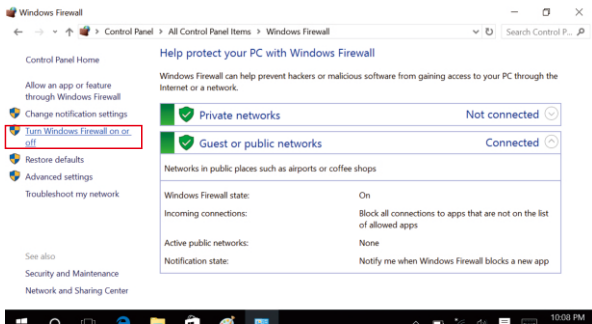 Windows Firewall
Control Panel > All Control Panel Items > Windows Firewall
Search Control P...
Control Panel Home
Allow an app or feature
through Windows Firewall
Change notification settings
Turn Windows Firewall on or
off
Restore defaults
Advanced settings
Troubleshoot my network
See also
Security and Maintenance
Network and Sharing Center
Help protect your PC with Windows Firewall
Windows Firewall can help prevent hackers or malicious software from gaining access to your PC through the
Internet or a network.
Private networks Not connected
Guest or public networks Connected
Networks in public places such as airports or coffee shops
Windows Firewall state: On
Incoming connections: Block all connections to apps that are not on the list
of allowed apps
Active public networks: None
Notification state: Notify me when Windows Firewall blocks a new app
10:08 PM